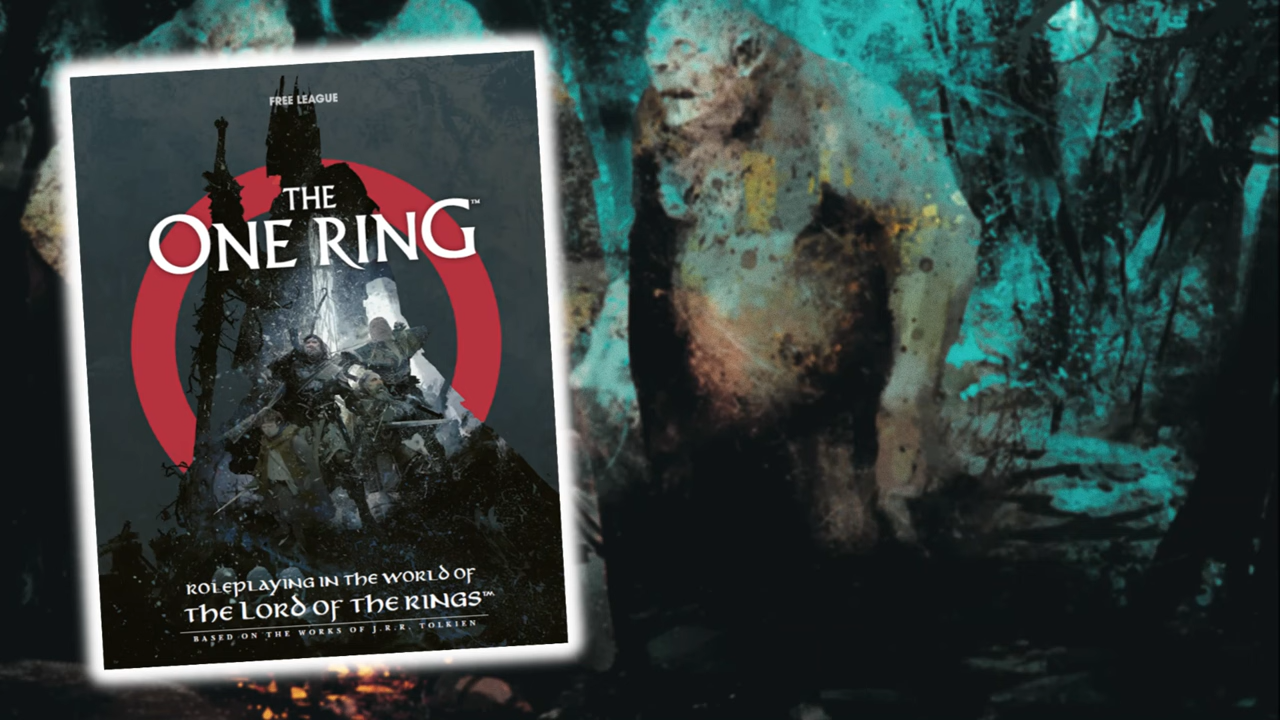 FREE LEAGUE
THE
ONE RING™
ROLEPLAYING IN THE WORLD OF
THE LORD OF THE RINGS™
BASED ON THE WORKS OF J.R.R. TOLKIEN